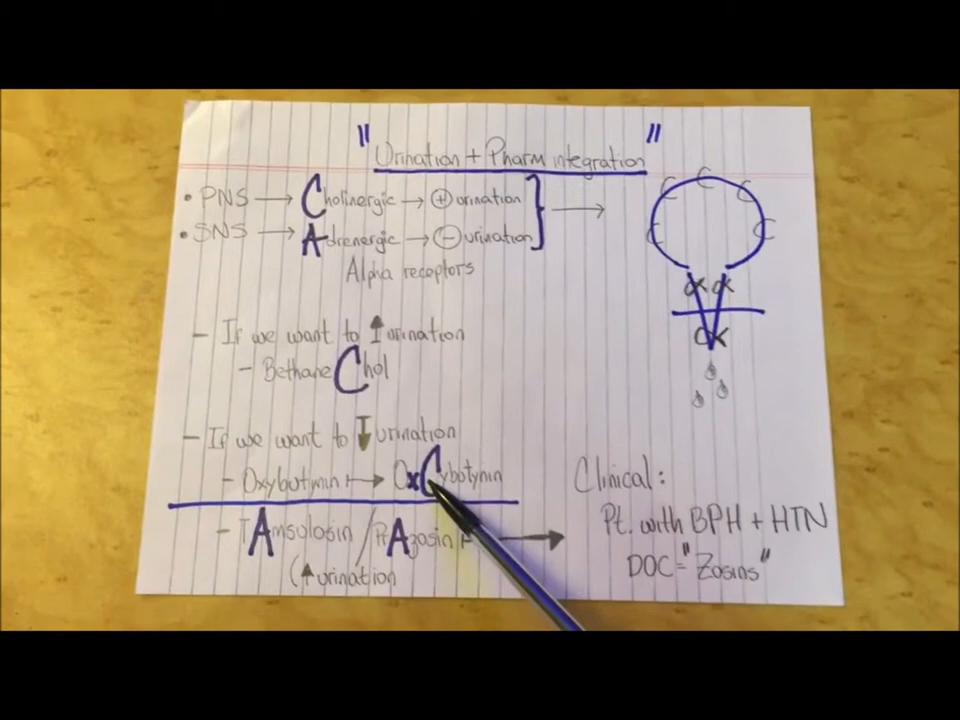 "Urination + Pharm integration"
• PNS → Cholinergic → ⊕ urination
• SNS → Adrenergic → ⊖ urination
Alpha receptors
C C C C C
α α
α
- If we want to ↑ urination
- BethaneChol
- If we want to ↓ urination
- Oxybutynin ↦ OxCybotynin
- TAmsulosin / PrAzosin →
(↑ urination
Clinical:
Pt. with BPH + HTN
DOC = "Zosins"